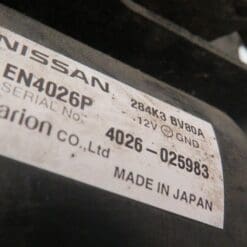 NISSAN
EN4026P 284K3 BV80A
SERIAL No. 12V ⊖ GND
4026-025983
arion co.,Ltd
MADE IN JAPAN